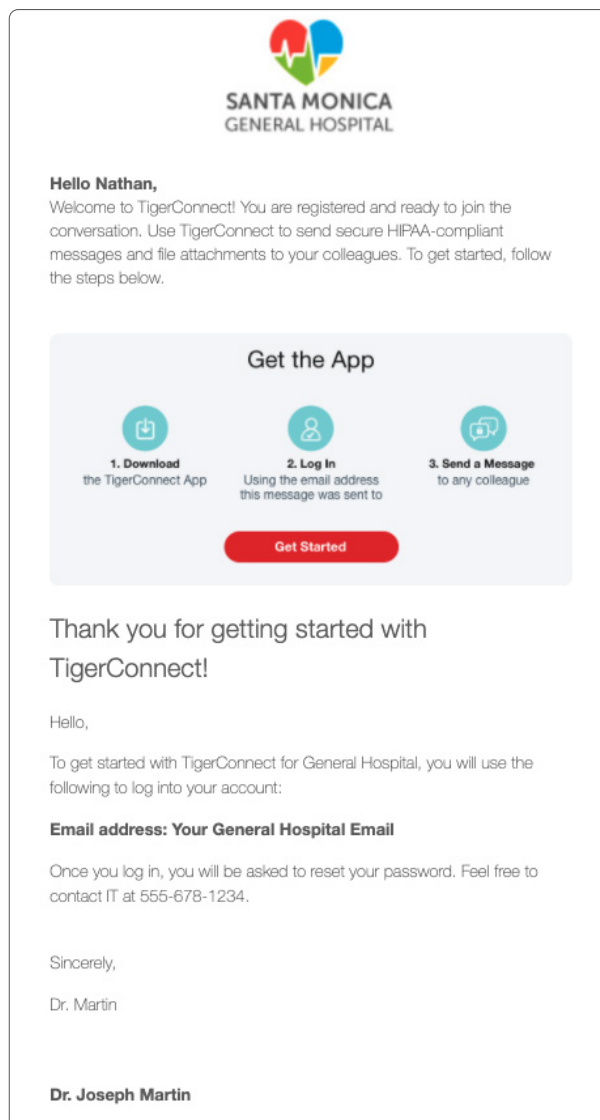 SANTA MONICA
GENERAL HOSPITAL
Hello Nathan,
Welcome to TigerConnect! You are registered and ready to join the
conversation. Use TigerConnect to send secure HIPAA-compliant
messages and file attachments to your colleagues. To get started, follow
the steps below.
Get the App
1. Download
the TigerConnect App
2. Log In
Using the email address
this message was sent to
3. Send a Message
to any colleague
Get Started
Thank you for getting started with
TigerConnect!
Hello,
To get started with TigerConnect for General Hospital, you will use the
following to log into your account:
Email address: Your General Hospital Email
Once you log in, you will be asked to reset your password. Feel free to
contact IT at 555-678-1234.
Sincerely,
Dr. Martin
Dr. Joseph Martin